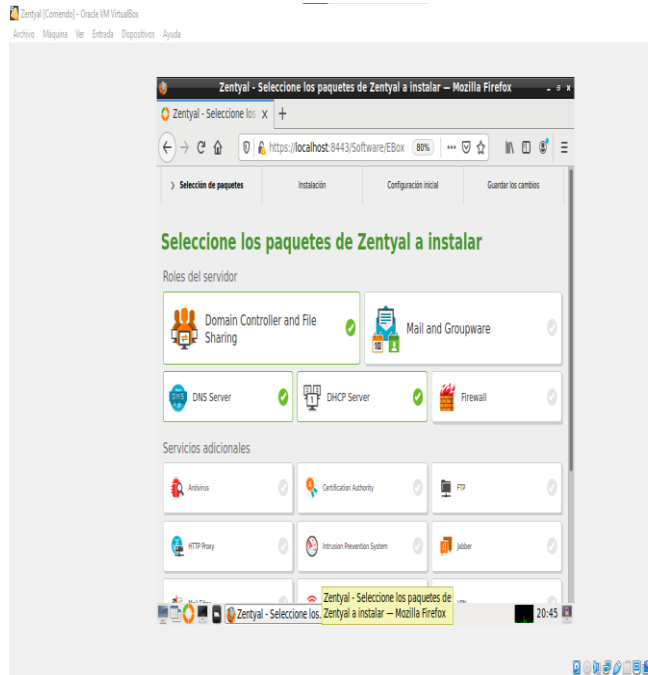 Zentyal [Corriendo] - Oracle VM VirtualBox
Archivo Máquina Ver Entrada Dispositivos Ayuda
Zentyal - Seleccione los paquetes de Zentyal a instalar — Mozilla Firefox
Zentyal - Seleccione los
https://localhost:8443/Software/EBox 80%
Selección de paquetes Instalación Configuración inicial Guardar los cambios
Seleccione los paquetes de Zentyal a instalar
Roles del servidor
Domain Controller and File
Sharing
Mail and Groupware
DNS Server DHCP Server Firewall
Servicios adicionales
Antivirus Certification Authority FTP
HTTP Proxy Intrusion Prevention System Jabber
Zentyal - Seleccione los paquetes de
Zentyal a instalar — Mozilla Firefox
Zentyal - Seleccione los.
20:45